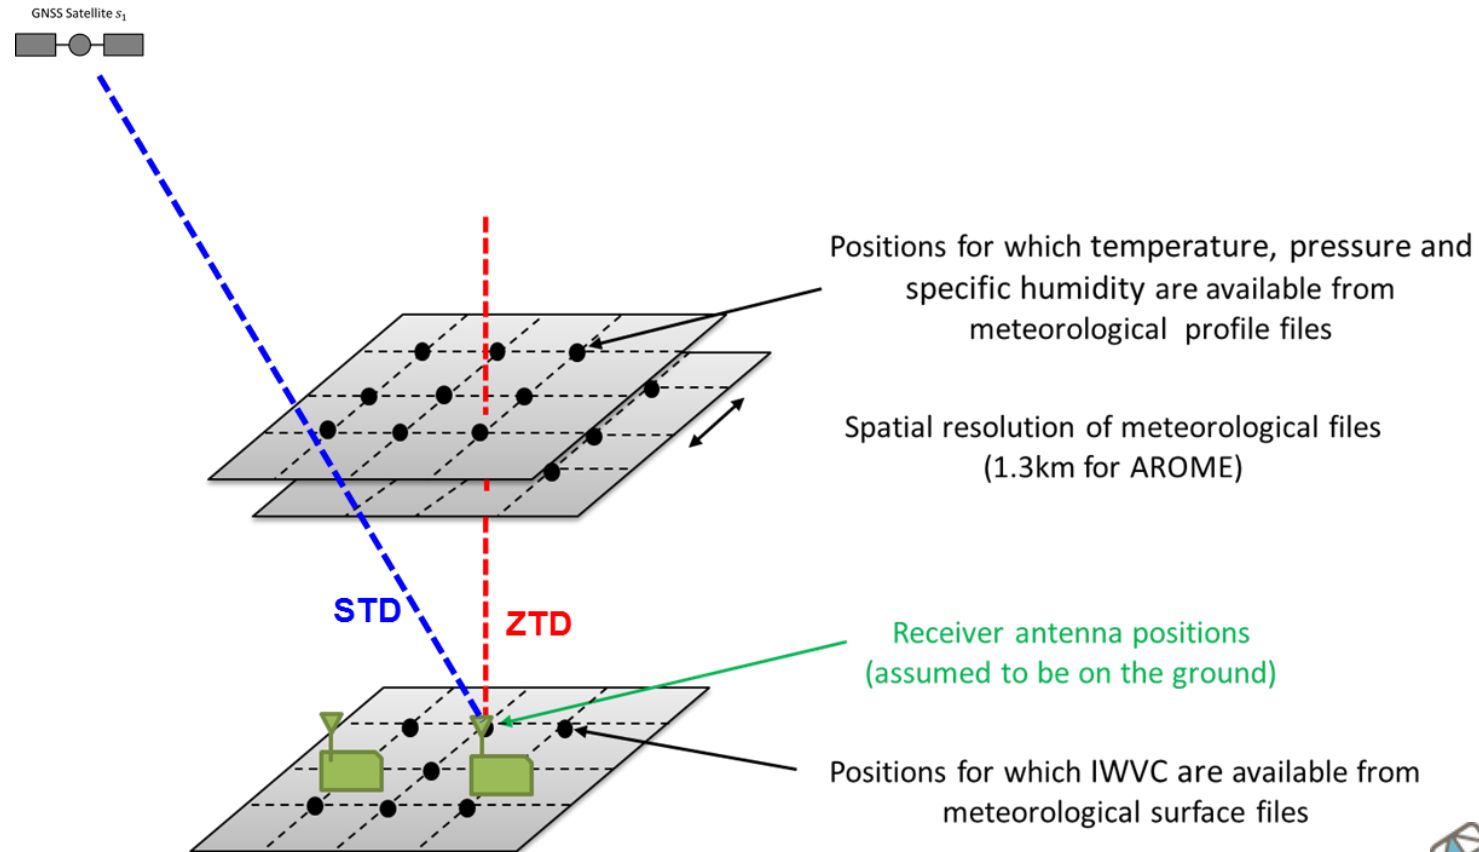 GNSS Satellite s₁
Positions for which temperature, pressure and
specific humidity are available from
meteorological profile files
Spatial resolution of meteorological files
(1.3km for AROME)
STD
ZTD
Receiver antenna positions
(assumed to be on the ground)
Positions for which IWVC are available from
meteorological surface files